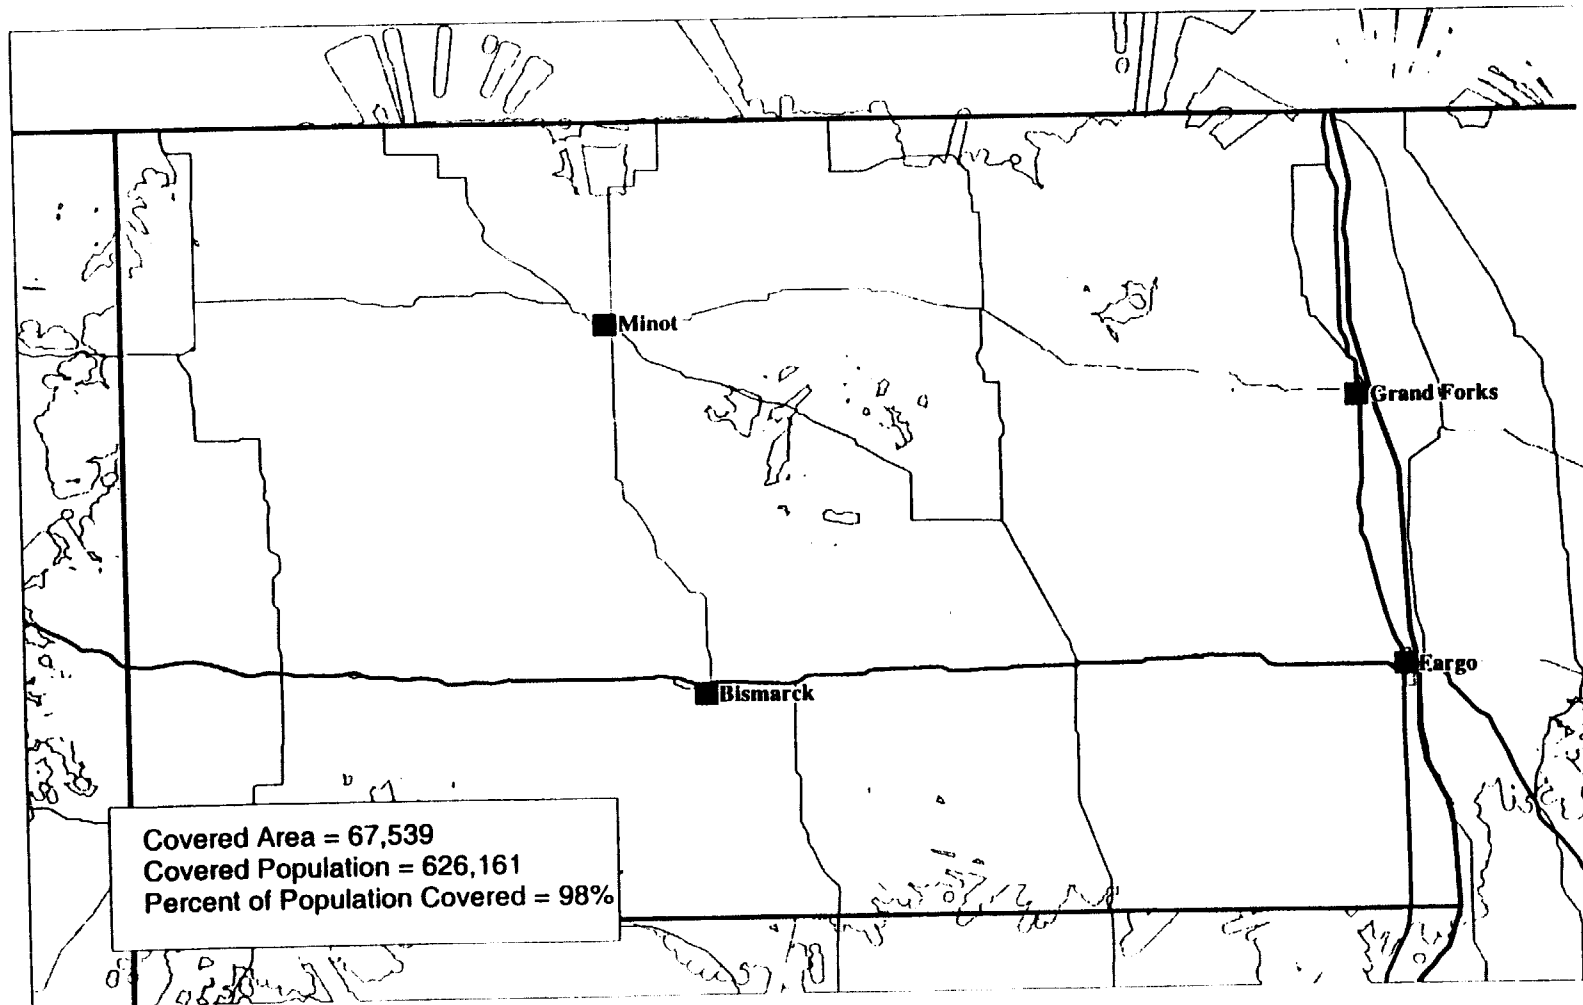 Minot
Grand Forks
Fargo
Bismarck
Covered Area = 67,539
Covered Population = 626,161
Percent of Population Covered = 98%